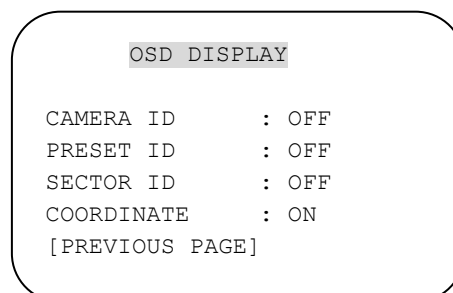 OSD DISPLAY
CAMERA ID : OFF
PRESET ID : OFF
SECTOR ID : OFF
COORDINATE : ON
[PREVIOUS PAGE]